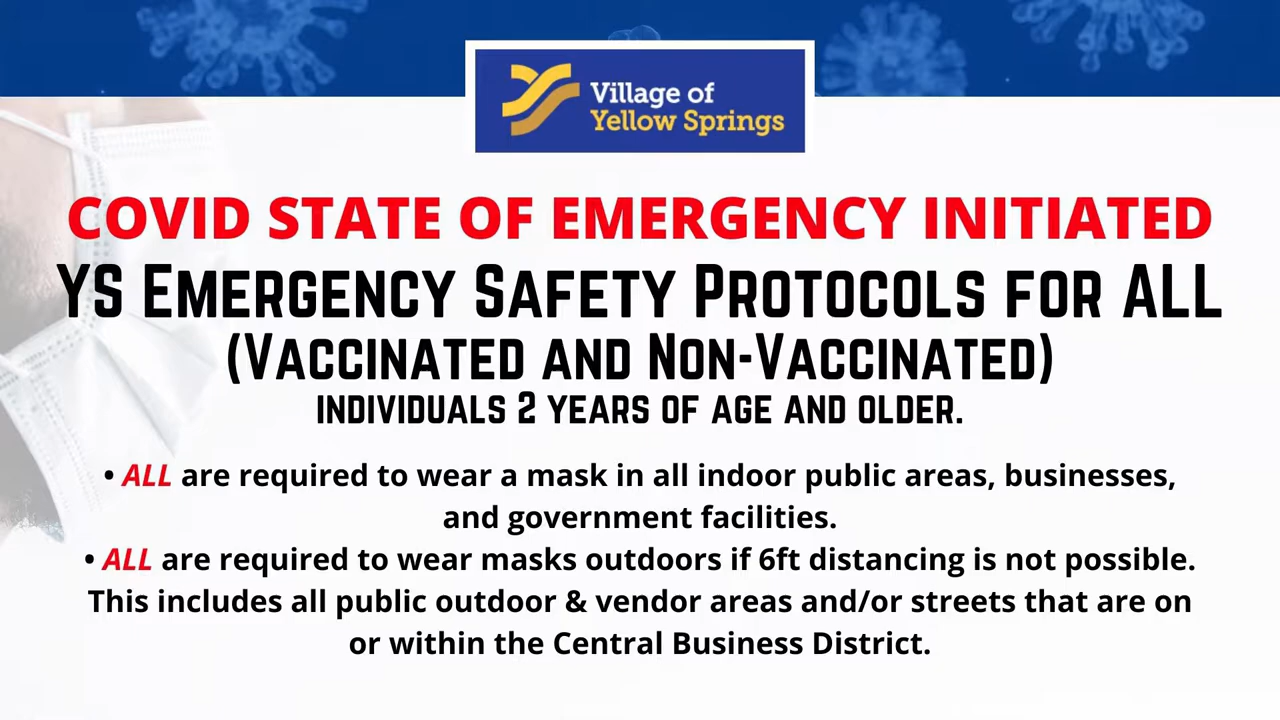 Village of
Yellow Springs
COVID STATE OF EMERGENCY INITIATED
YS EMERGENCY SAFETY PROTOCOLS FOR ALL
(VACCINATED AND NON-VACCINATED)
INDIVIDUALS 2 YEARS OF AGE AND OLDER.
• ALL are required to wear a mask in all indoor public areas, businesses,
and government facilities.
• ALL are required to wear masks outdoors if 6ft distancing is not possible.
This includes all public outdoor & vendor areas and/or streets that are on
or within the Central Business District.